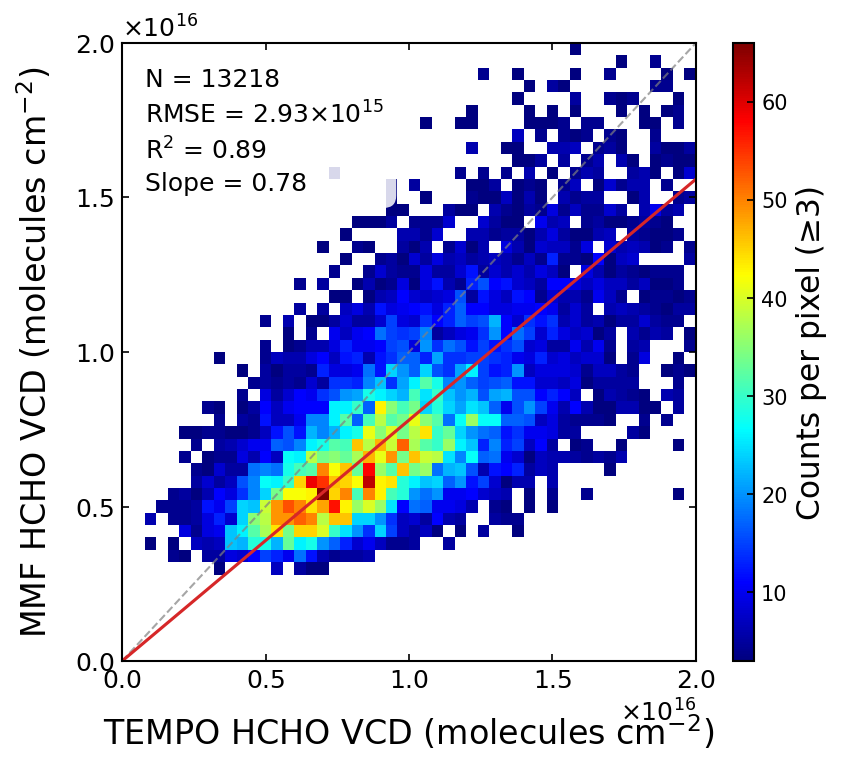 ×10^16
2.0
1.5
1.0
0.5
0.0
MMF HCHO VCD (molecules cm^−2)
N = 13218
RMSE = 2.93×10^15
R^2 = 0.89
Slope = 0.78
0.0 0.5 1.0 1.5 2.0
×10^16
TEMPO HCHO VCD (molecules cm^−2)
60
50
40
30
20
10
Counts per pixel (≥3)